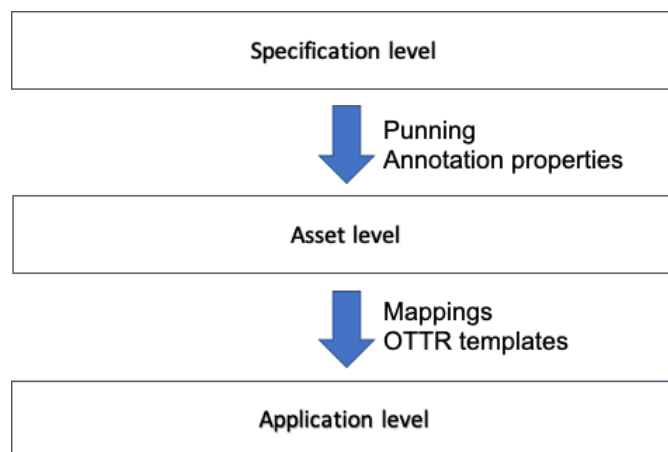 Specification level
Punning
Annotation properties
Asset level
Mappings
OTTR templates
Application level